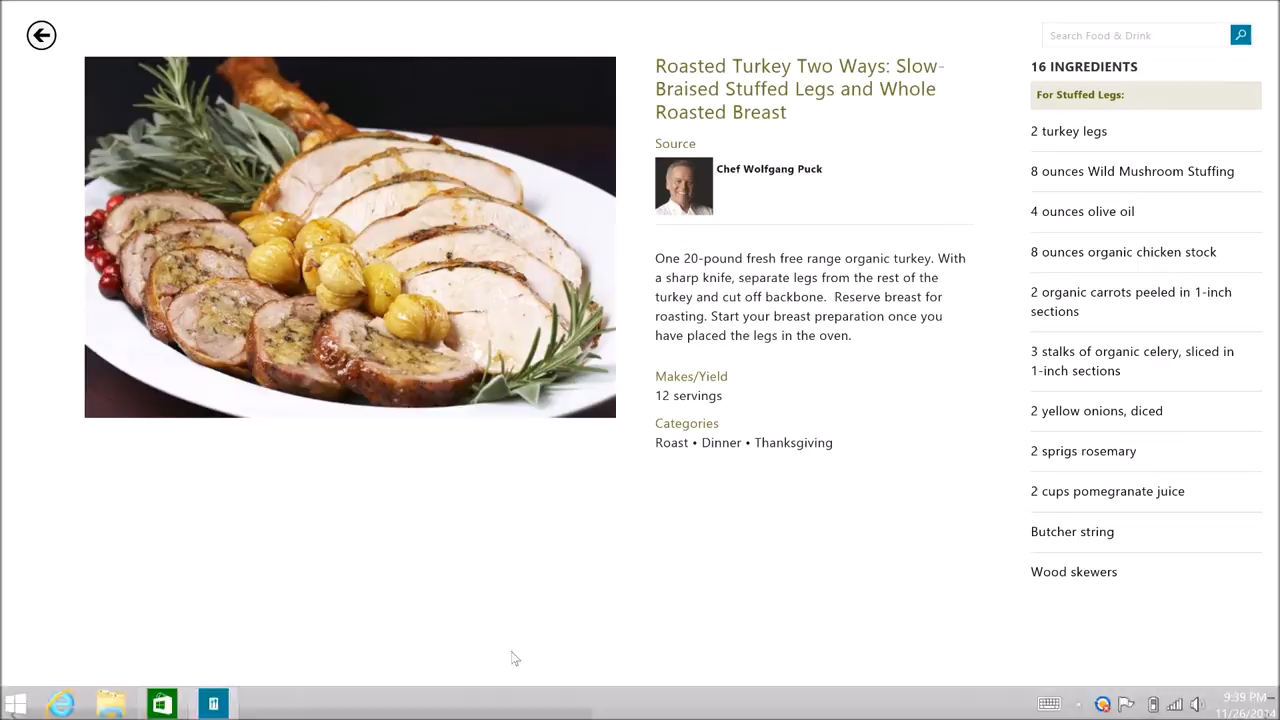 Search Food & Drink
Roasted Turkey Two Ways: Slow-
Braised Stuffed Legs and Whole
Roasted Breast
Source
Chef Wolfgang Puck
One 20-pound fresh free range organic turkey. With
a sharp knife, separate legs from the rest of the
turkey and cut off backbone.  Reserve breast for
roasting. Start your breast preparation once you
have placed the legs in the oven.
Makes/Yield
12 servings
Categories
Roast • Dinner • Thanksgiving
16 INGREDIENTS
For Stuffed Legs:
2 turkey legs
8 ounces Wild Mushroom Stuffing
4 ounces olive oil
8 ounces organic chicken stock
2 organic carrots peeled in 1-inch
sections
3 stalks of organic celery, sliced in
1-inch sections
2 yellow onions, diced
2 sprigs rosemary
2 cups pomegranate juice
Butcher string
Wood skewers
9:39 PM
11/26/2014